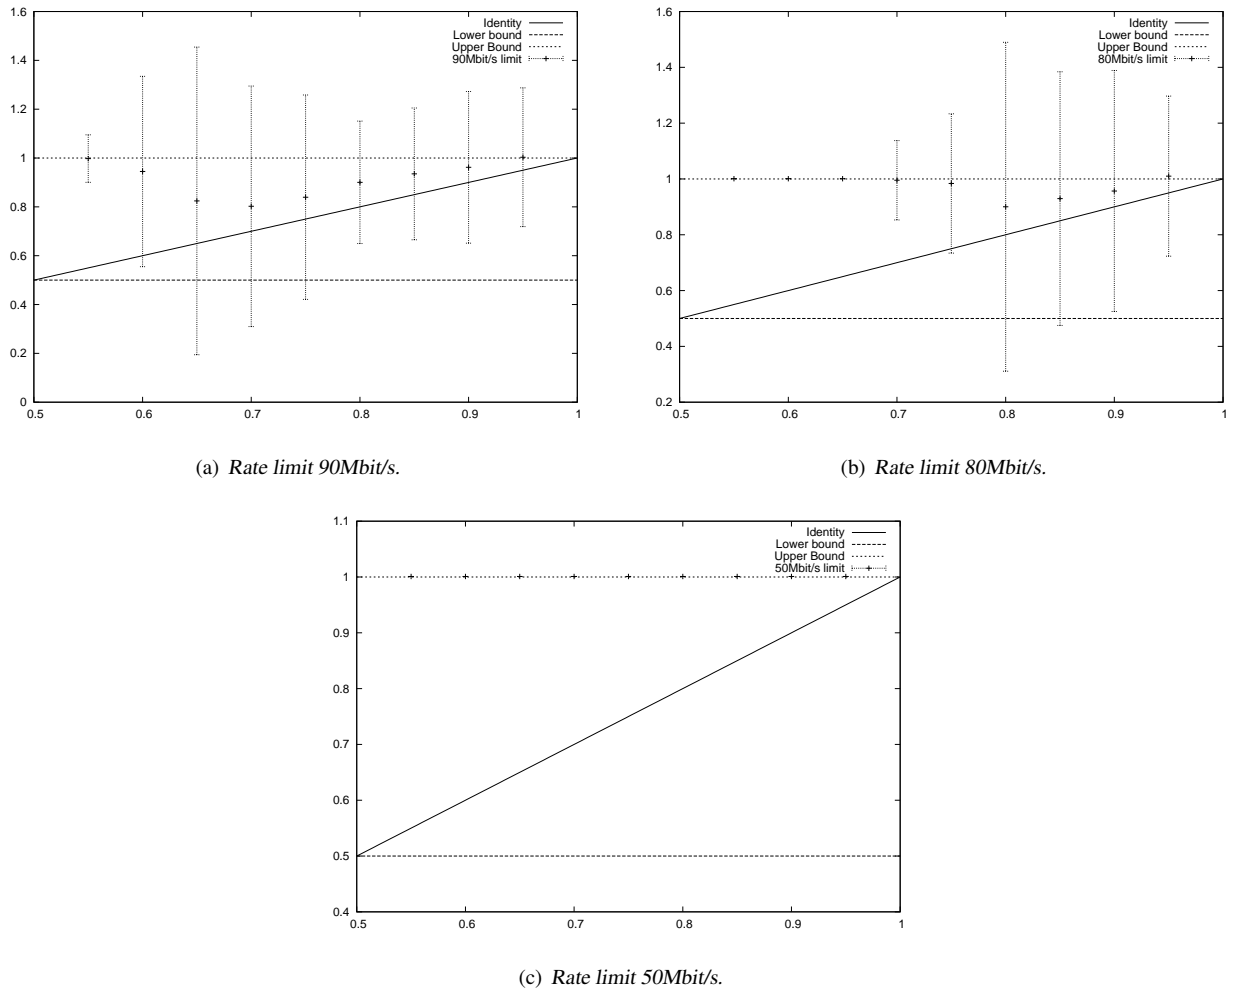 1.6
1.4
1.2
1
0.8
0.6
0.4
0.2
0
0.5 0.6 0.7 0.8 0.9 1
Identity
Lower bound
Upper Bound
90Mbit/s limit
(a) Rate limit 90Mbit/s.
1.6
1.4
1.2
1
0.8
0.6
0.4
0.2
0.5 0.6 0.7 0.8 0.9 1
Identity
Lower bound
Upper Bound
80Mbit/s limit
(b) Rate limit 80Mbit/s.
1.1
1
0.9
0.8
0.7
0.6
0.5
0.4
0.5 0.6 0.7 0.8 0.9 1
Identity
Lower bound
Upper Bound
50Mbit/s limit
(c) Rate limit 50Mbit/s.